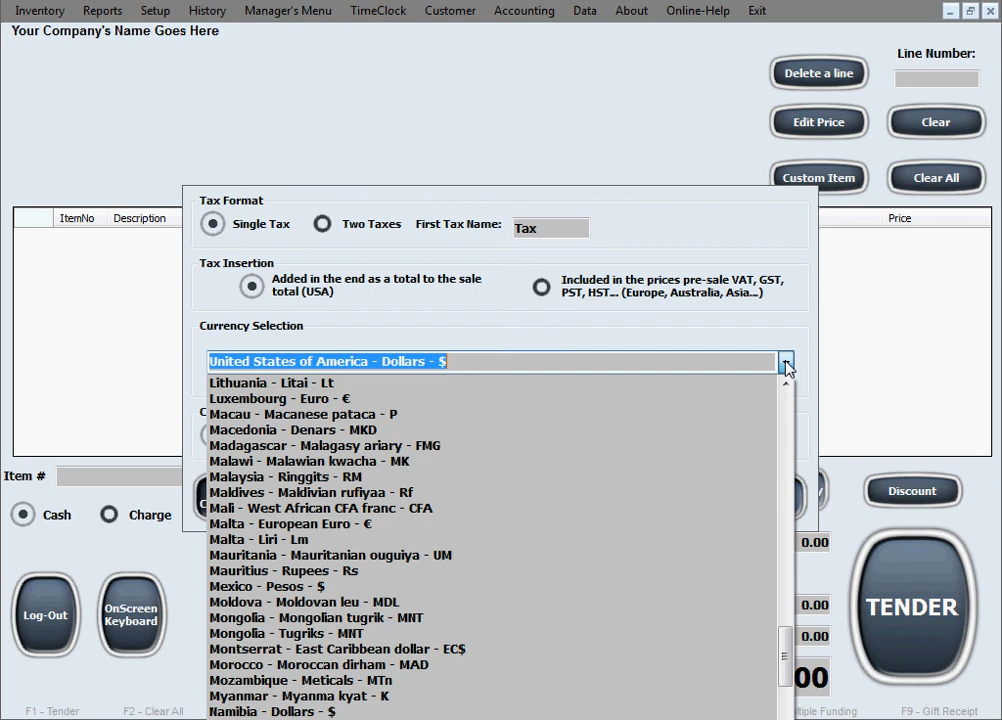 Inventory Reports Setup History Manager's Menu TimeClock Customer Accounting Data About Online-Help Exit
Your Company's Name Goes Here
Line Number:
Delete a line
Edit Price Clear
Custom Item Clear All
Tax Format
Single Tax Two Taxes First Tax Name: Tax
ItemNo Description Price
Tax Insertion
Added in the end as a total to the sale
total (USA)
Included in the prices pre-sale VAT, GST,
PST, HST... (Europe, Australia, Asia...)
Currency Selection
United States of America - Dollars - $
Lithuania - Litai - Lt
Luxembourg - Euro - €
Macau - Macanese pataca - P
Macedonia - Denars - MKD
Madagascar - Malagasy ariary - FMG
Malawi - Malawian kwacha - MK
Malaysia - Ringgits - RM
Maldives - Maldivian rufiyaa - Rf
Mali - West African CFA franc - CFA
Malta - European Euro - €
Malta - Liri - Lm
Mauritania - Mauritanian ouguiya - UM
Mauritius - Rupees - Rs
Mexico - Pesos - $
Moldova - Moldovan leu - MDL
Mongolia - Mongolian tugrik - MNT
Mongolia - Tugriks - MNT
Montserrat - East Caribbean dollar - EC$
Morocco - Moroccan dirham - MAD
Mozambique - Meticals - MTn
Myanmar - Myanma kyat - K
Namibia - Dollars - $
Item #
Cash Charge
Discount
0.00
0.00
0.00
00
Log-Out
OnScreen
Keyboard
TENDER
F1 - Tender F2 - Clear All Funding F9 - Gift Receipt